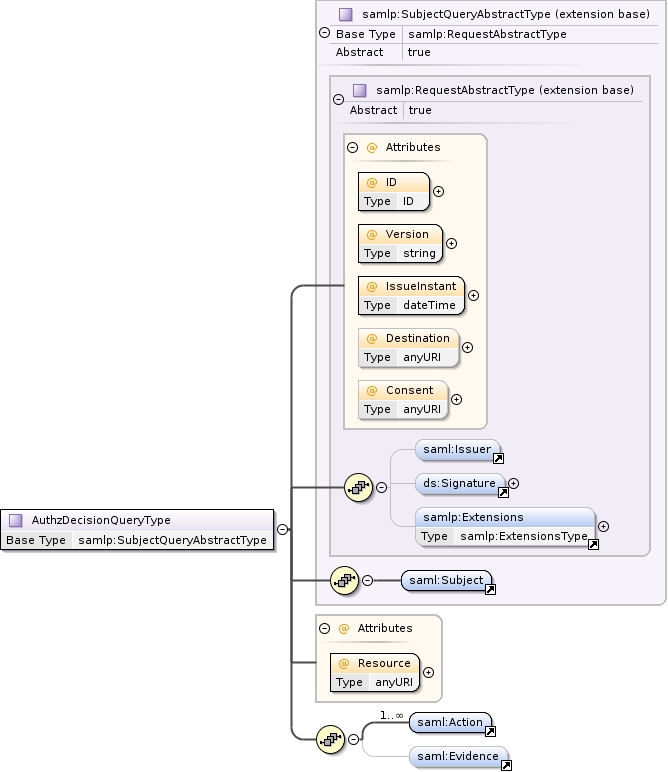 samlp:SubjectQueryAbstractType (extension base)
Base Type samlp:RequestAbstractType
Abstract true
samlp:RequestAbstractType (extension base)
Abstract true
@ Attributes
@ ID
Type ID
@ Version
Type string
@ IssueInstant
Type dateTime
@ Destination
Type anyURI
@ Consent
Type anyURI
saml:Issuer
ds:Signature
samlp:Extensions
Type samlp:ExtensionsType
AuthzDecisionQueryType
Base Type samlp:SubjectQueryAbstractType
saml:Subject
@ Attributes
@ Resource
Type anyURI
1..∞
saml:Action
saml:Evidence